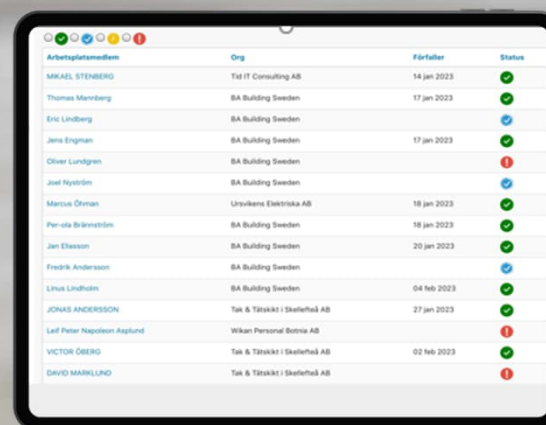 Arbetsplatsmedlem Org Förfaller Status
MIKAEL STENBERG Tid IT Consulting AB 14 jan 2023
Thomas Mannberg BA Building Sweden 17 jan 2023
Eric Lindberg BA Building Sweden
Jens Engman BA Building Sweden 17 jan 2023
Oliver Lundgren BA Building Sweden
Joel Nyström BA Building Sweden
Marcus Öhman Ursvikens Elektriska AB 18 jan 2023
Per-ola Brännström BA Building Sweden 18 jan 2023
Jan Eliasson BA Building Sweden 20 jan 2023
Fredrik Andersson BA Building Sweden
Linus Lindholm BA Building Sweden 04 feb 2023
JONAS ANDERSSON Tak & Tätskikt i Skellefteå AB 27 jan 2023
Leif Peter Napoleon Asplund Wikan Personal Botnia AB
VICTOR ÖBERG Tak & Tätskikt i Skellefteå AB 02 feb 2023
DAVID MARKLUND Tak & Tätskikt i Skellefteå AB